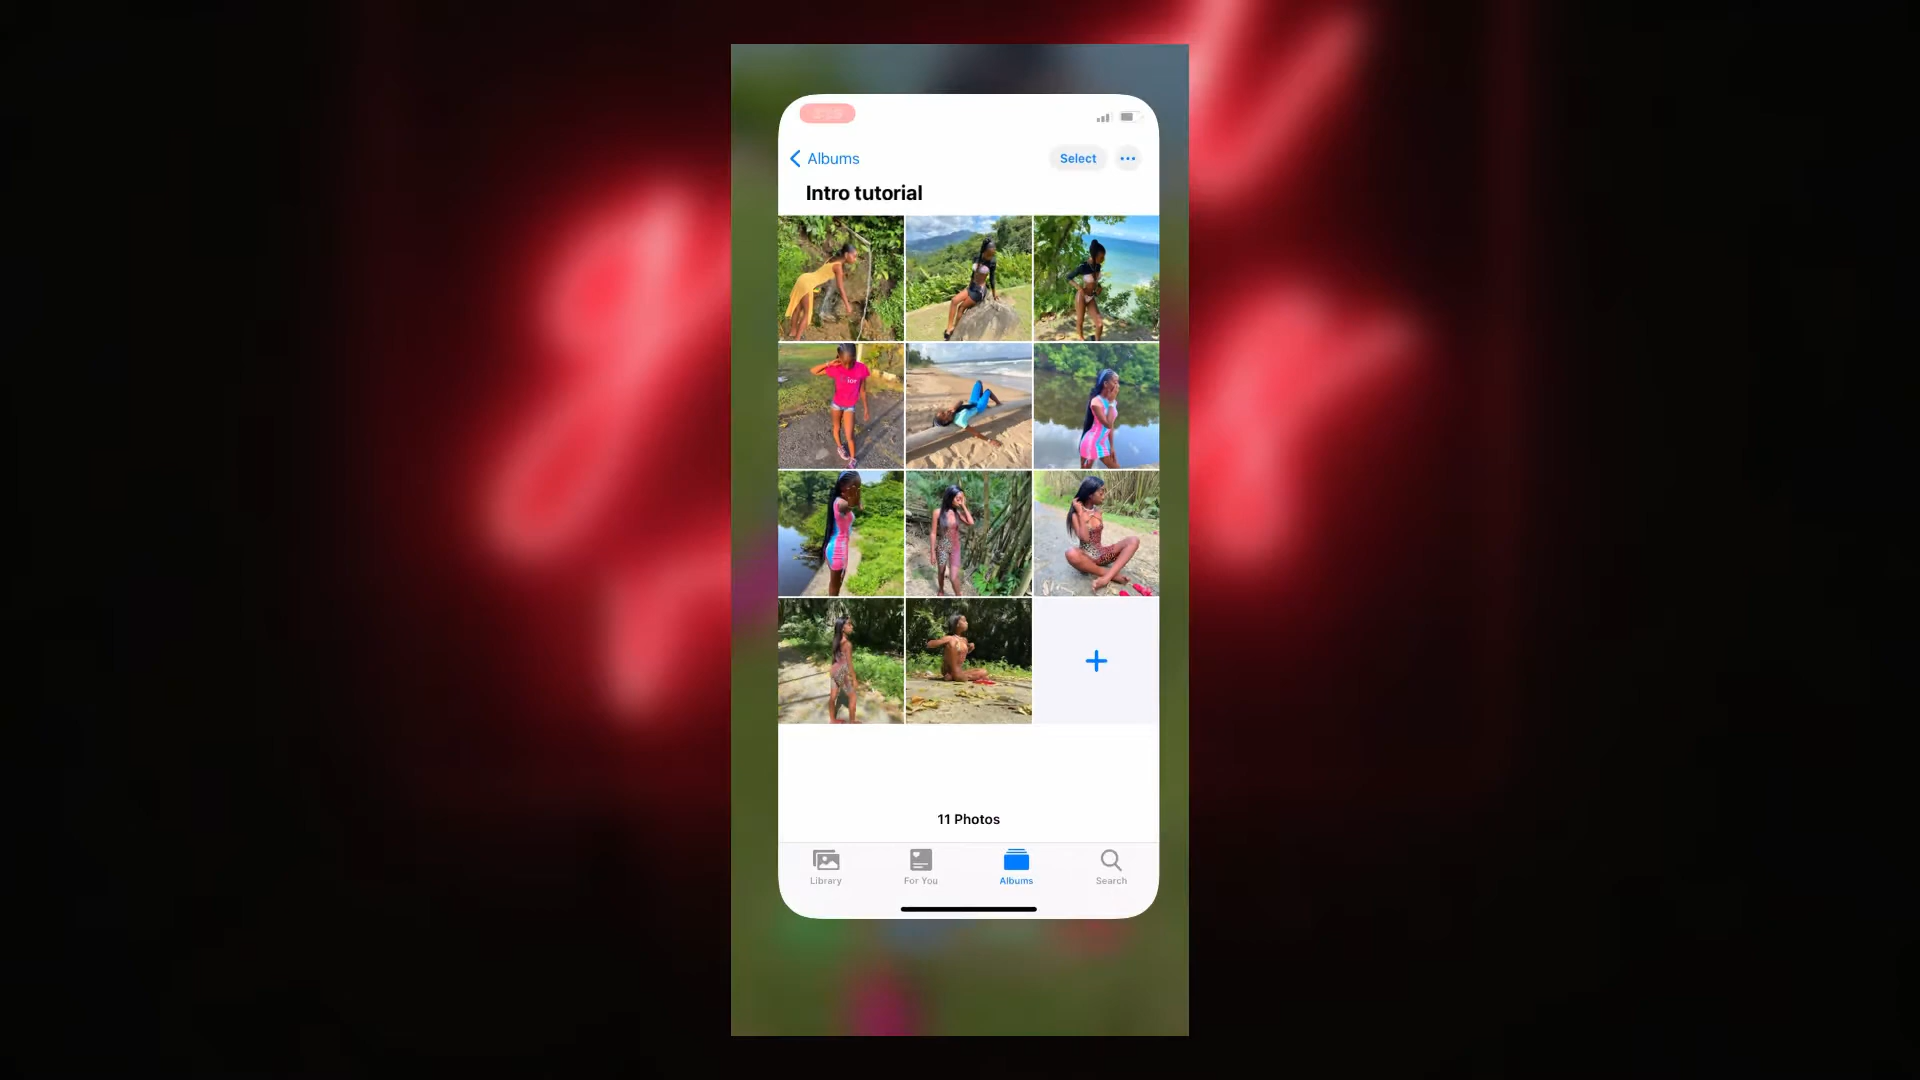 Albums
Select
Intro tutorial
11 Photos
Library
For You
Albums
Search